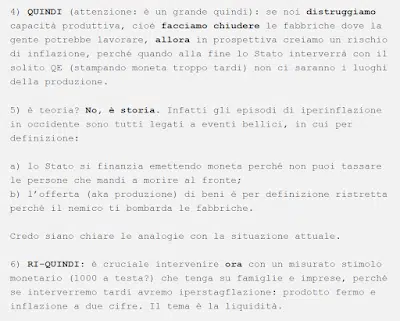 4) QUINDI (attenzione: è un grande quindi): se noi distruggiamo
capacità produttiva, cioè facciamo chiudere le fabbriche dove la
gente potrebbe lavorare, allora in prospettiva creiamo un rischio
di inflazione, perché quando alla fine lo Stato interverrà con il
solito QE (stampando moneta troppo tardi) non ci saranno i luoghi
della produzione.
5) è teoria? No, è storia. Infatti gli episodi di iperinflazione
in occidente sono tutti legati a eventi bellici, in cui per
definizione:
a) lo Stato si finanzia emettendo moneta perché non puoi tassare
le persone che mandi a morire al fronte;
b) l'offerta (aka produzione) di beni è per definizione ristretta
perché il nemico ti bombarda le fabbriche.
Credo siano chiare le analogie con la situazione attuale.
6) RI-QUINDI: è cruciale intervenire ora con un misurato stimolo
monetario (1000 a testa?) che tenga su famiglie e imprese, perché
se interverremo tardi avremo iperstagflazione: prodotto fermo e
inflazione a due cifre. Il tema è la liquidità.